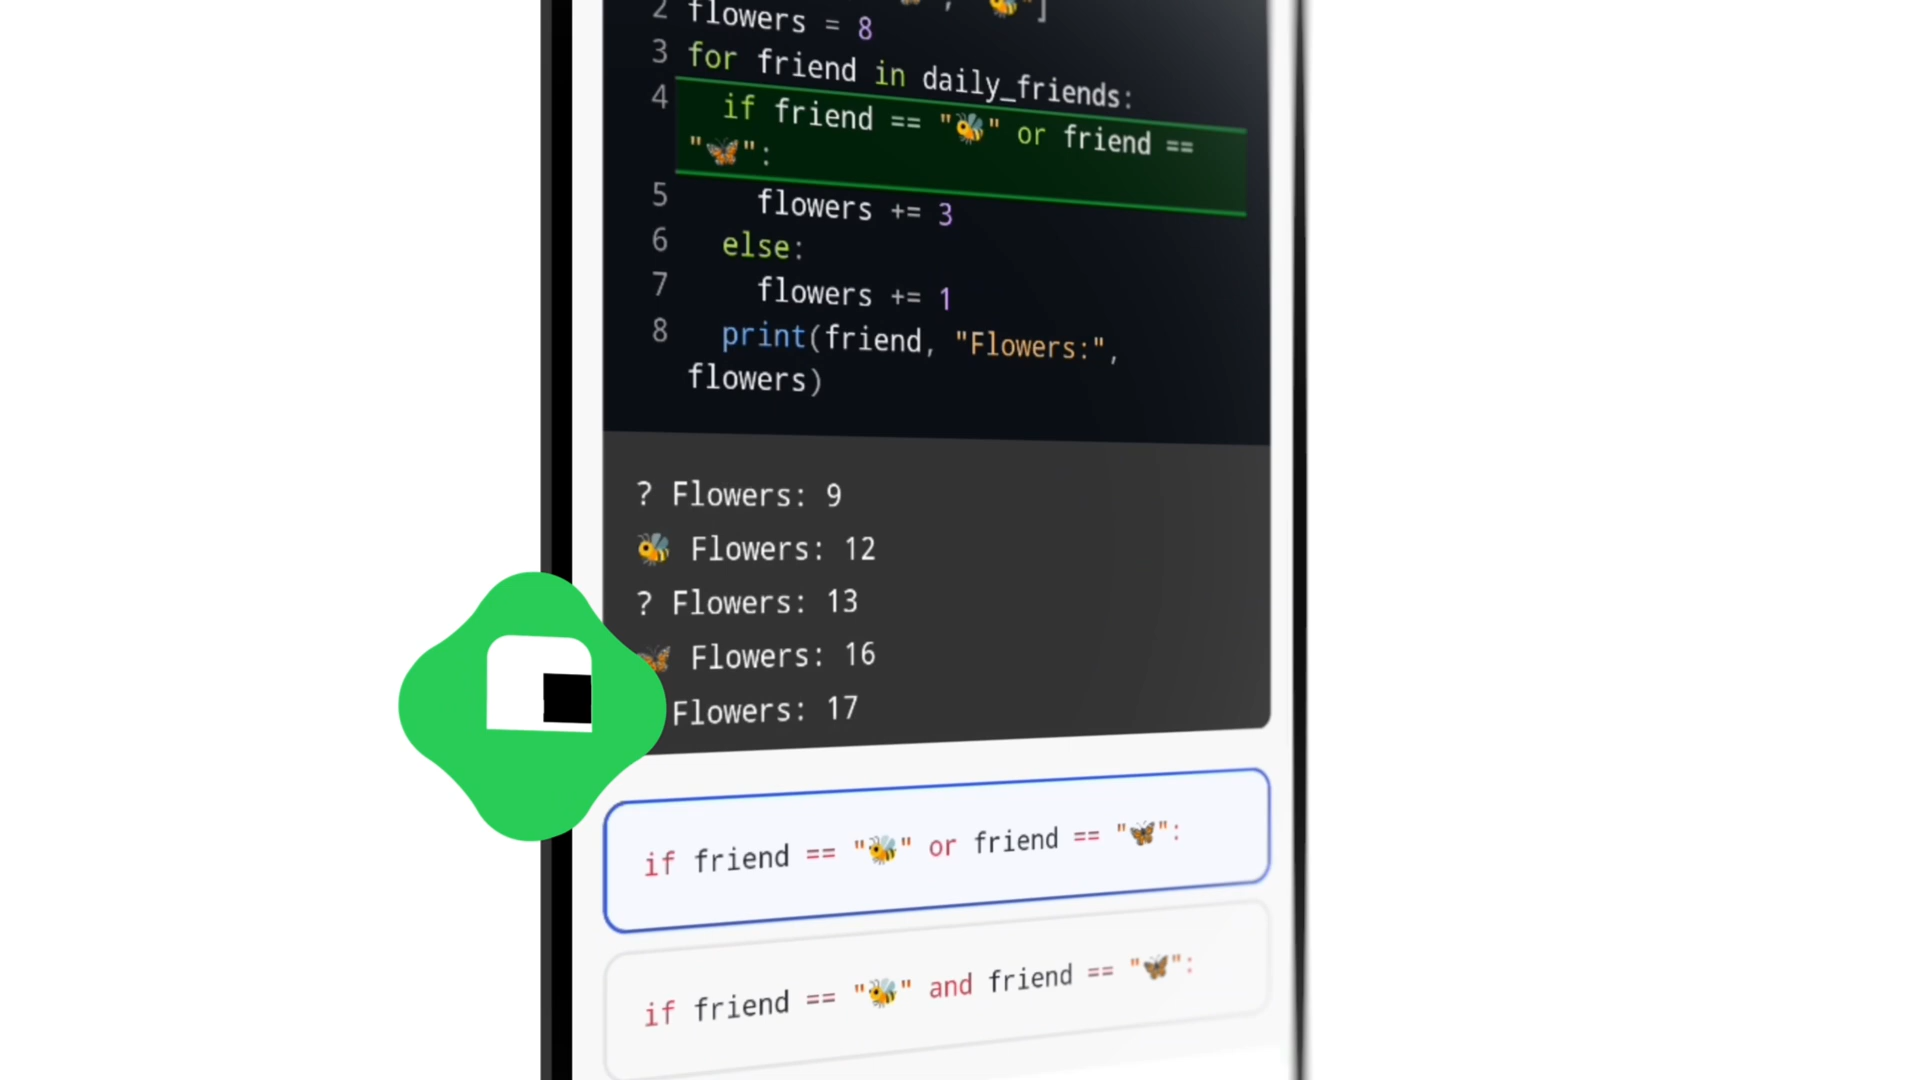 2 flowers = 8
3 for friend in daily_friends:
4 if friend == "🐝" or friend ==
"🦋":
5 flowers += 3
6 else:
7 flowers += 1
8 print(friend, "Flowers:",
flowers)
? Flowers: 9
🐝 Flowers: 12
? Flowers: 13
🦋 Flowers: 16
Flowers: 17
if friend == "🐝" or friend == "🦋":
if friend == "🐝" and friend == "🦋":